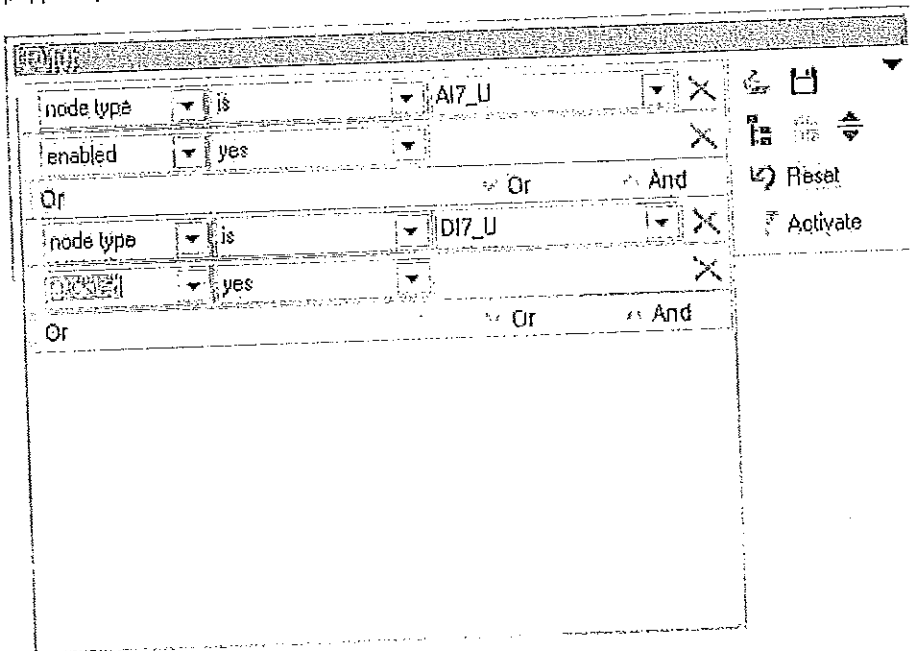 node type is AI7_U
enabled yes
Or Or And Reset
node type is DI7_U Activate
yes
Or Or And